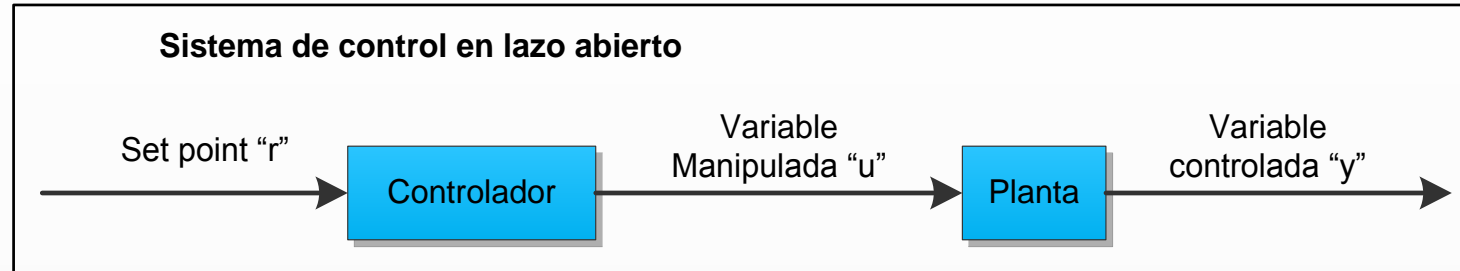 Sistema de control en lazo abierto
Set point “r”
Controlador
Variable
Manipulada “u”
Planta
Variable
controlada “y”